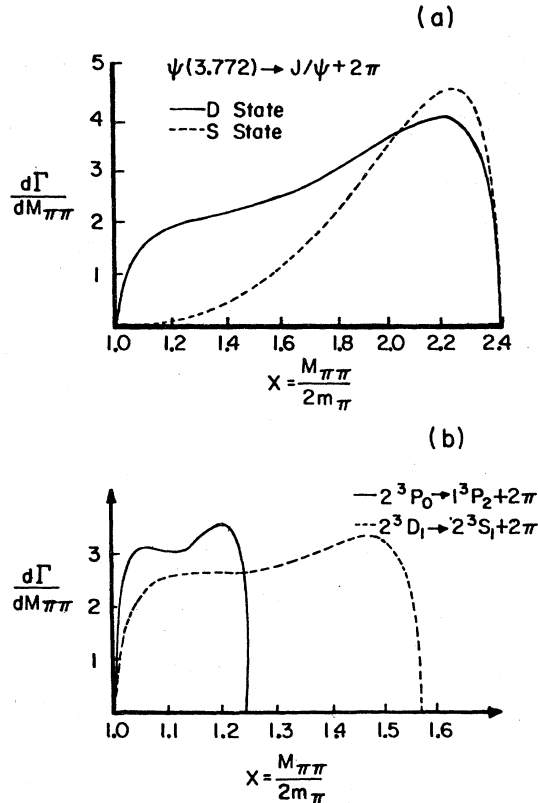 (a)
ψ(3.772)→J/ψ+2π
D State
S State
5
4
3
2
1
dΓ
dMππ
1.0 1.2 1.4 1.6 1.8 2.0 2.2 2.4
X = Mππ
2mπ
(b)
2³P₀→1³P₂+2π
2³D₁→2³S₁+2π
3
2
1
dΓ
dMππ
1.0 1.1 1.2 1.3 1.4 1.5 1.6
X = Mππ
2mπ